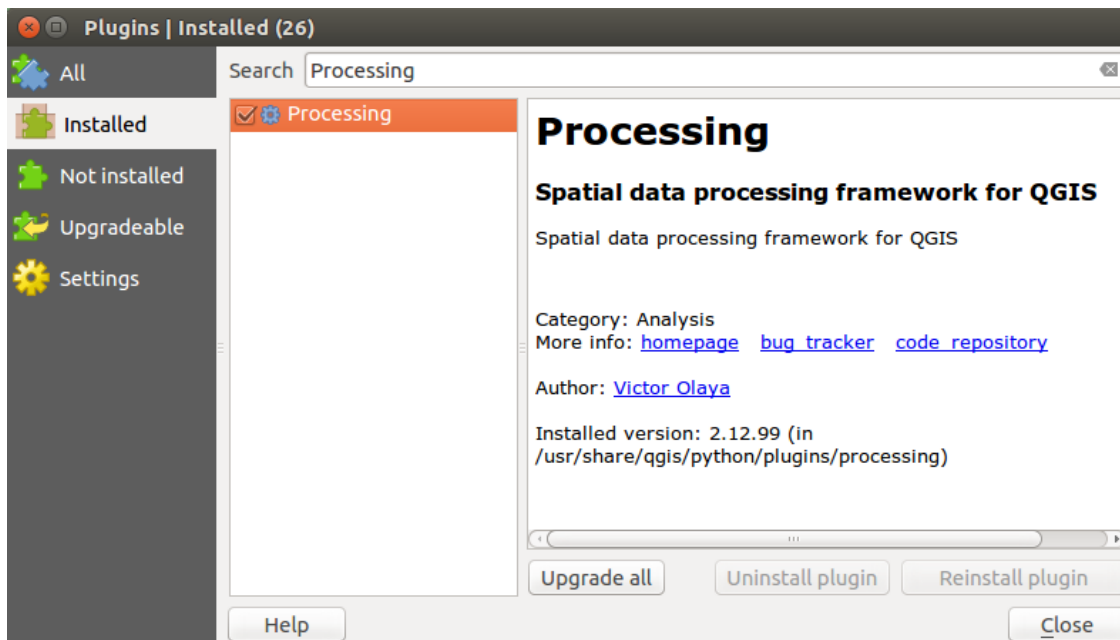 Plugins | Installed (26)
All
Installed
Not installed
Upgradeable
Settings
Search Processing
Processing
Processing
Spatial data processing framework for QGIS
Spatial data processing framework for QGIS
Category: Analysis
More info: homepage bug tracker code repository
Author: Victor Olaya
Installed version: 2.12.99 (in
/usr/share/qgis/python/plugins/processing)
Upgrade all Uninstall plugin Reinstall plugin
Help Close